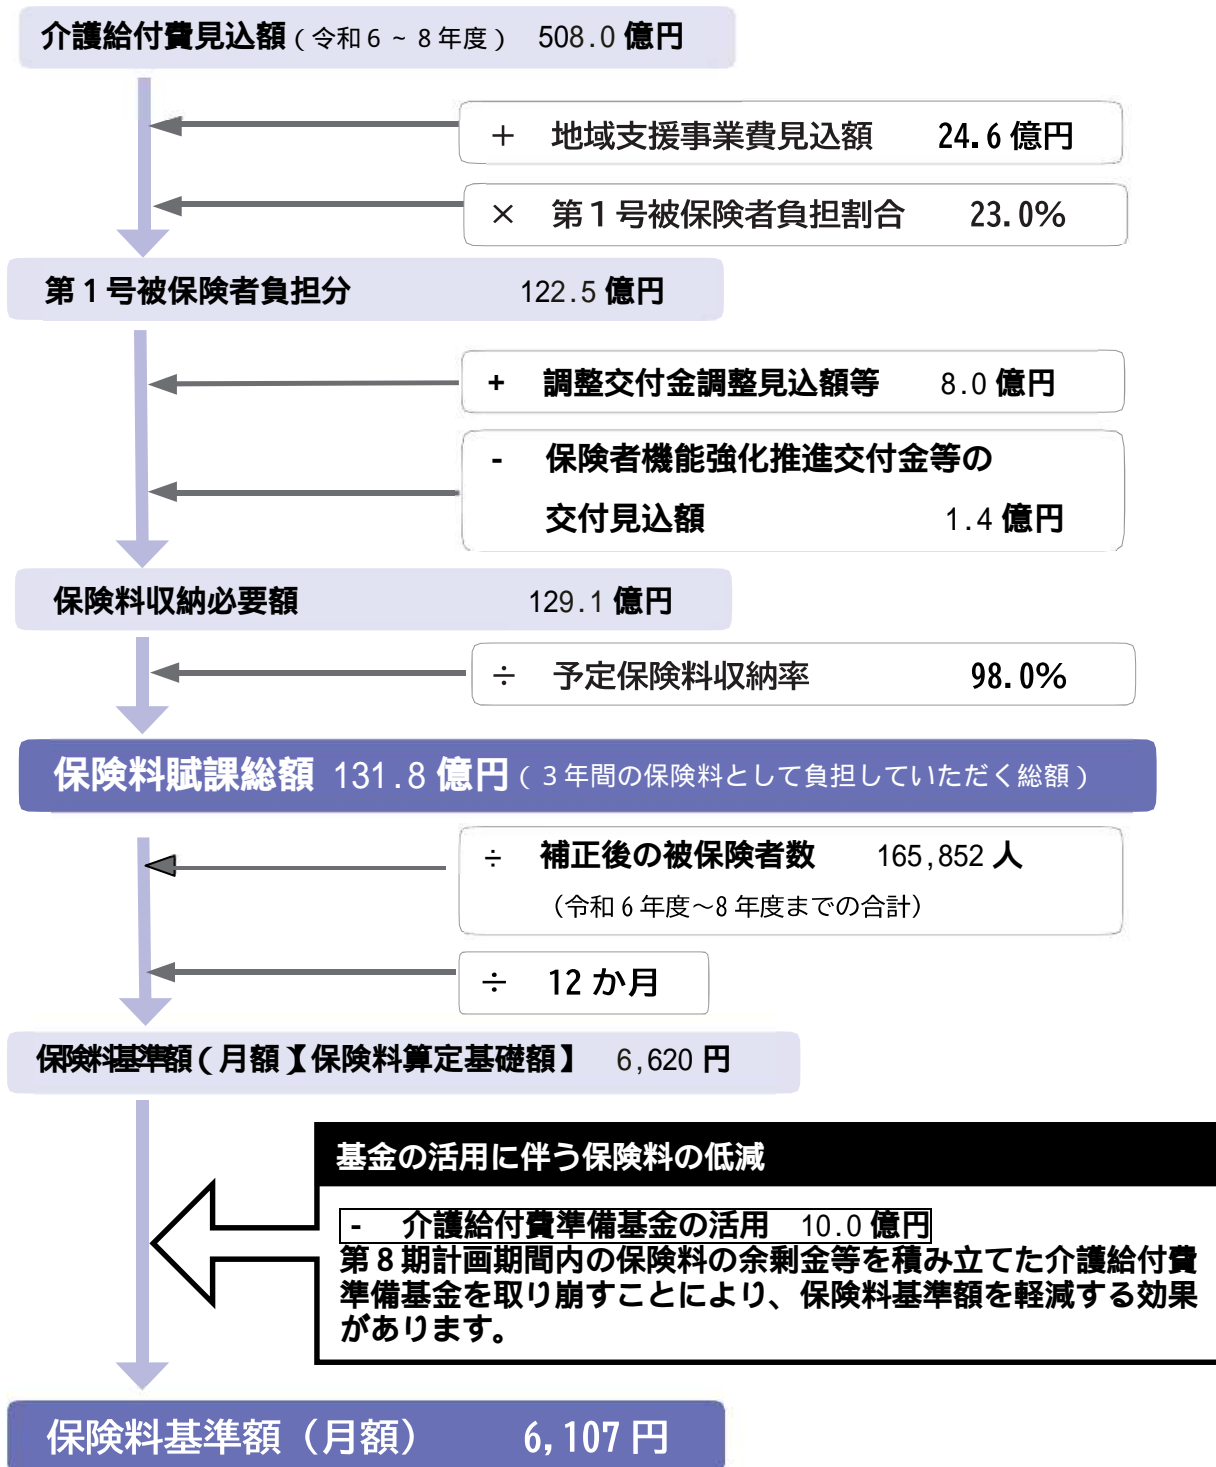 介護給付費見込額(令和6~8年度) 508.0億円
+ 地域支援事業費見込額 24.6億円
× 第1号被保険者負担割合 23.0%
第1号被保険者負担分 122.5億円
+ 調整交付金調整見込額等 8.0億円
- 保険者機能強化推進交付金等の
交付見込額 1.4億円
保険料収納必要額 129.1億円
÷ 予定保険料収納率 98.0%
保険料賦課総額 131.8億円(3年間の保険料として負担していただく総額)
÷ 補正後の被保険者数 165,852人
(令和6年度~8年度までの合計)
÷ 12か月
保険料基準額(月額)【保険料算定基礎額】 6,620円
基金の活用に伴う保険料の低減
- 介護給付費準備基金の活用 10.0億円
第8期計画期間内の保険料の余剰金等を積み立てた介護給付費
準備基金を取り崩すことにより、保険料基準額を軽減する効果
があります。
保険料基準額(月額) 6,107円